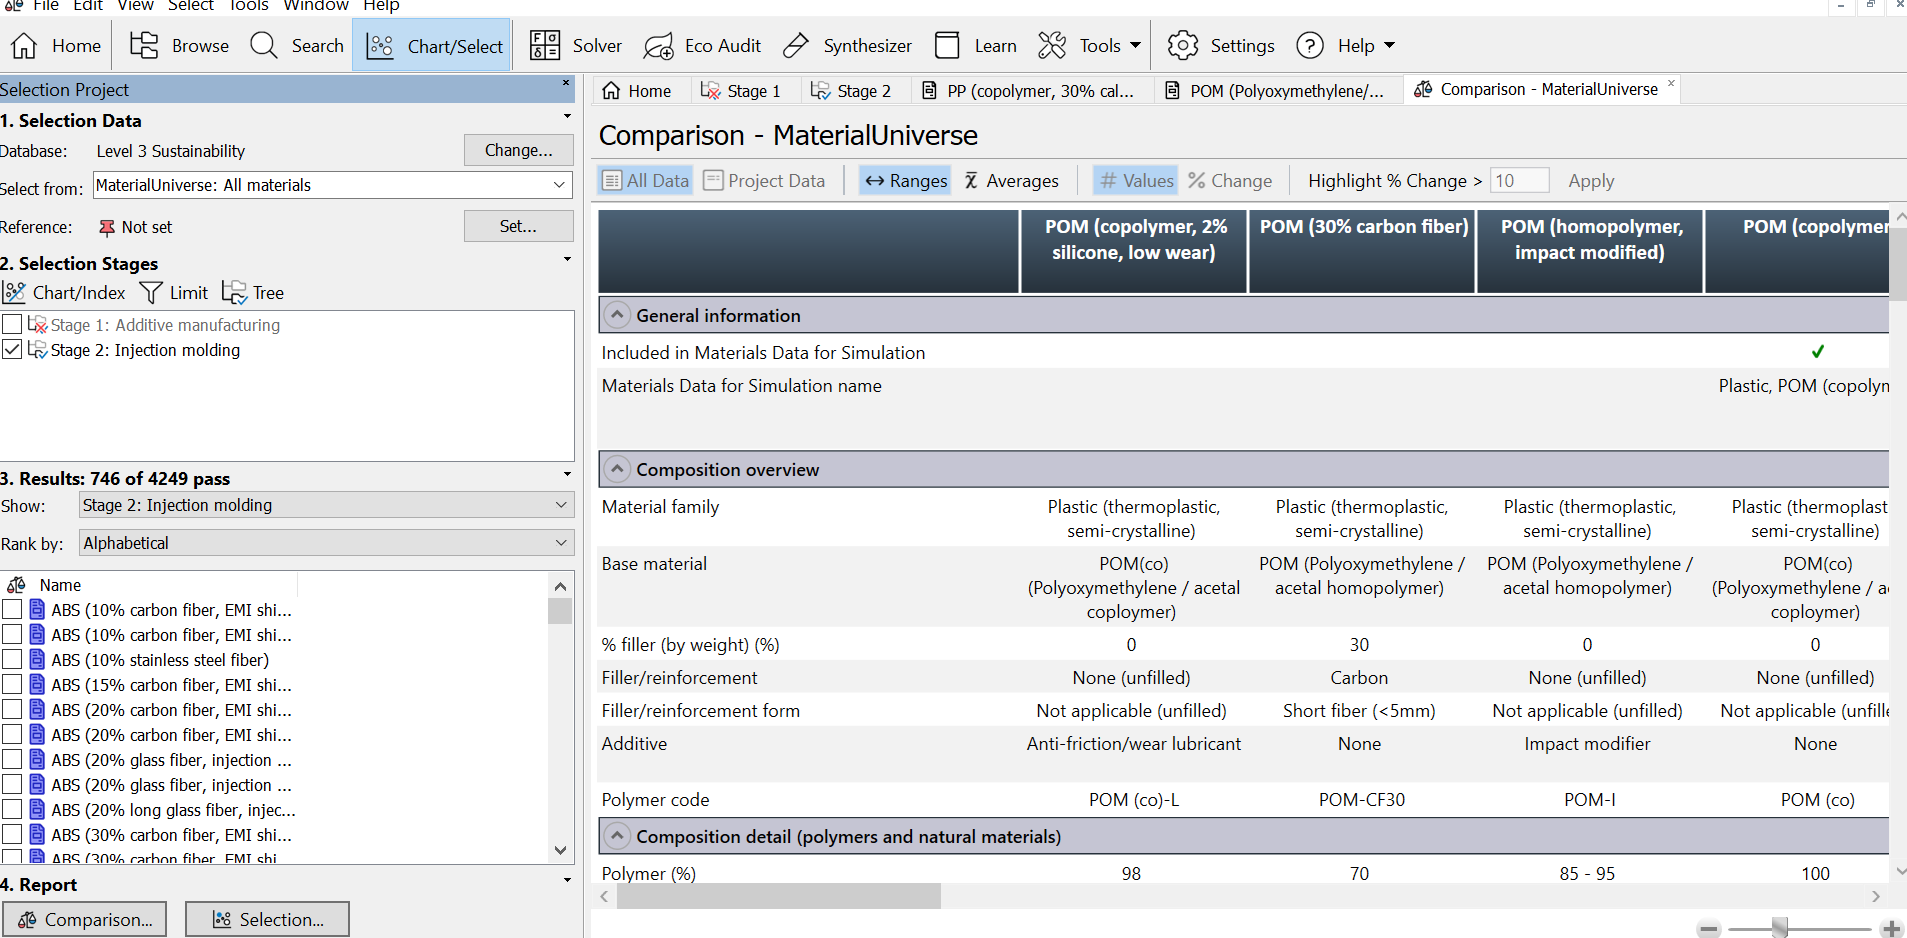 File Edit View Select Tools Window Help
Home Browse Search Chart/Select Solver Eco Audit Synthesizer Learn Tools Settings Help
Selection Project
1. Selection Data
Database: Level 3 Sustainability Change...
Select from: MaterialUniverse: All materials
Reference: Not set Set...
2. Selection Stages
Chart/Index Limit Tree
Stage 1: Additive manufacturing
Stage 2: Injection molding
3. Results: 746 of 4249 pass
Show: Stage 2: Injection molding
Rank by: Alphabetical
Name
ABS (10% carbon fiber, EMI shi...
ABS (10% carbon fiber, EMI shi...
ABS (10% stainless steel fiber)
ABS (15% carbon fiber, EMI shi...
ABS (20% carbon fiber, EMI shi...
ABS (20% carbon fiber, EMI shi...
ABS (20% glass fiber, injection ...
ABS (20% glass fiber, injection ...
ABS (20% long glass fiber, injec...
ABS (30% carbon fiber, EMI shi...
ABS (30% carbon fiber, EMI shi
4. Report
Comparison... Selection...
Home Stage 1 Stage 2 PP (copolymer, 30% cal... POM (Polyoxymethylene/... Comparison - MaterialUniverse
Comparison - MaterialUniverse
All Data Project Data Ranges Averages # Values % Change Highlight % Change > 10 Apply
POM (copolymer, 2% POM (30% carbon fiber) POM (homopolymer, POM (copolymer
silicone, low wear) impact modified)
General information
Included in Materials Data for Simulation
Materials Data for Simulation name Plastic, POM (copolyn
Composition overview
Material family Plastic (thermoplastic, Plastic (thermoplastic, Plastic (thermoplastic, Plastic (thermoplast
semi-crystalline) semi-crystalline) semi-crystalline) semi-crystalline)
Base material POM(co) POM (Polyoxymethylene / POM (Polyoxymethylene / POM(co)
(Polyoxymethylene / acetal acetal homopolymer) acetal homopolymer) (Polyoxymethylene / a
coploymer) coploymer)
% filler (by weight) (%) 0 30 0 0
Filler/reinforcement None (unfilled) Carbon None (unfilled) None (unfilled)
Filler/reinforcement form Not applicable (unfilled) Short fiber (<5mm) Not applicable (unfilled) Not applicable (unfille
Additive Anti-friction/wear lubricant None Impact modifier None
Polymer code POM (co)-L POM-CF30 POM-I POM (co)
Composition detail (polymers and natural materials)
Polymer (%) 98 70 85 - 95 100